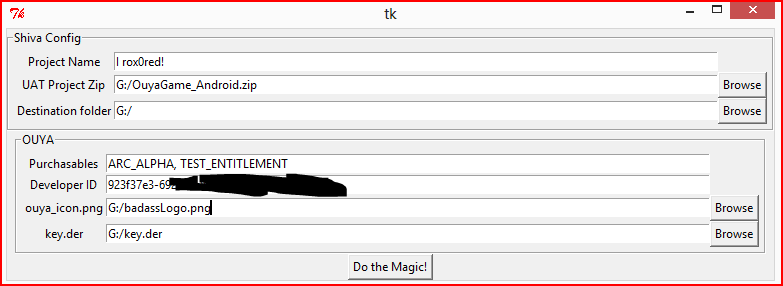 Tk tk
Shiva Config
Project Name I rox0red!
UAT Project Zip G:/OuyaGame_Android.zip Browse
Destination folder G:/ Browse
OUYA
Purchasables ARC_ALPHA, TEST_ENTITLEMENT
Developer ID 923f37e3-69
ouya_icon.png G:/badassLogo.png Browse
key.der G:/key.der Browse
Do the Magic!